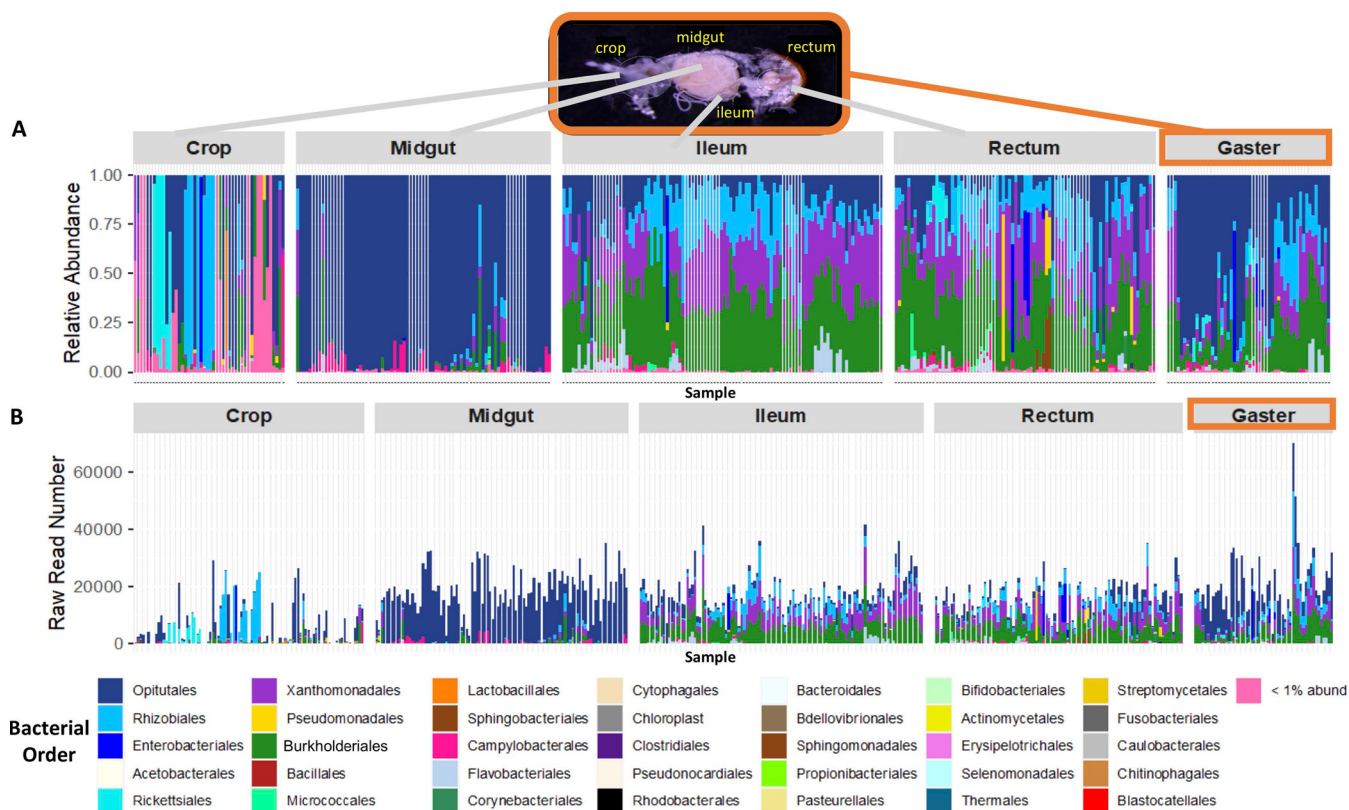 crop
midgut
rectum
ileum
A
Crop
Midgut
Ileum
Rectum
Gaster
Relative Abundance
1.00
0.75
0.50
0.25
0.00
Sample
B
Crop
Midgut
Ileum
Rectum
Gaster
Raw Read Number
60000
40000
20000
0
Sample
Bacterial
Order
Opitutales
Rhizobiales
Enterobacteriales
Acetobacterales
Rickettsiales
Xanthomonadales
Pseudomonadales
Burkholderiales
Bacillales
Micrococcales
Lactobacillales
Sphingobacteriales
Campylobacterales
Flavobacteriales
Corynebacteriales
Cytophagales
Chloroplast
Clostridiales
Pseudonocardiales
Rhodobacterales
Bacteroidales
Bdellovibrionales
Sphingomonadales
Propionibacteriales
Pasteurellales
Bifidobacteriales
Actinomycetales
Erysipelotrichales
Selenomonadales
Thermales
Streptomycetales
Fusobacteriales
Caulobacterales
Chitinophagales
Blastocatellales
< 1% abund